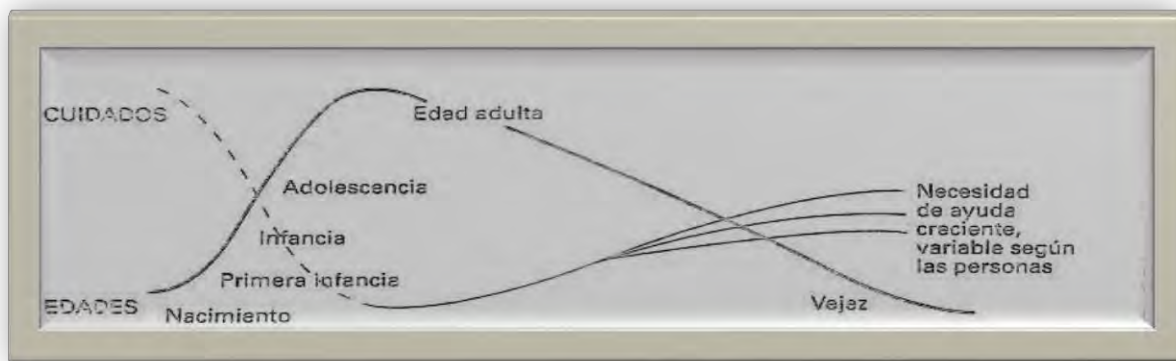 CUIDADOS
Edad adulta
Adolescencia
Infancia
Primera infancia
EDADES
Nacimiento
Necesidad
de ayuda
creciente,
variable según
las personas
Vejez